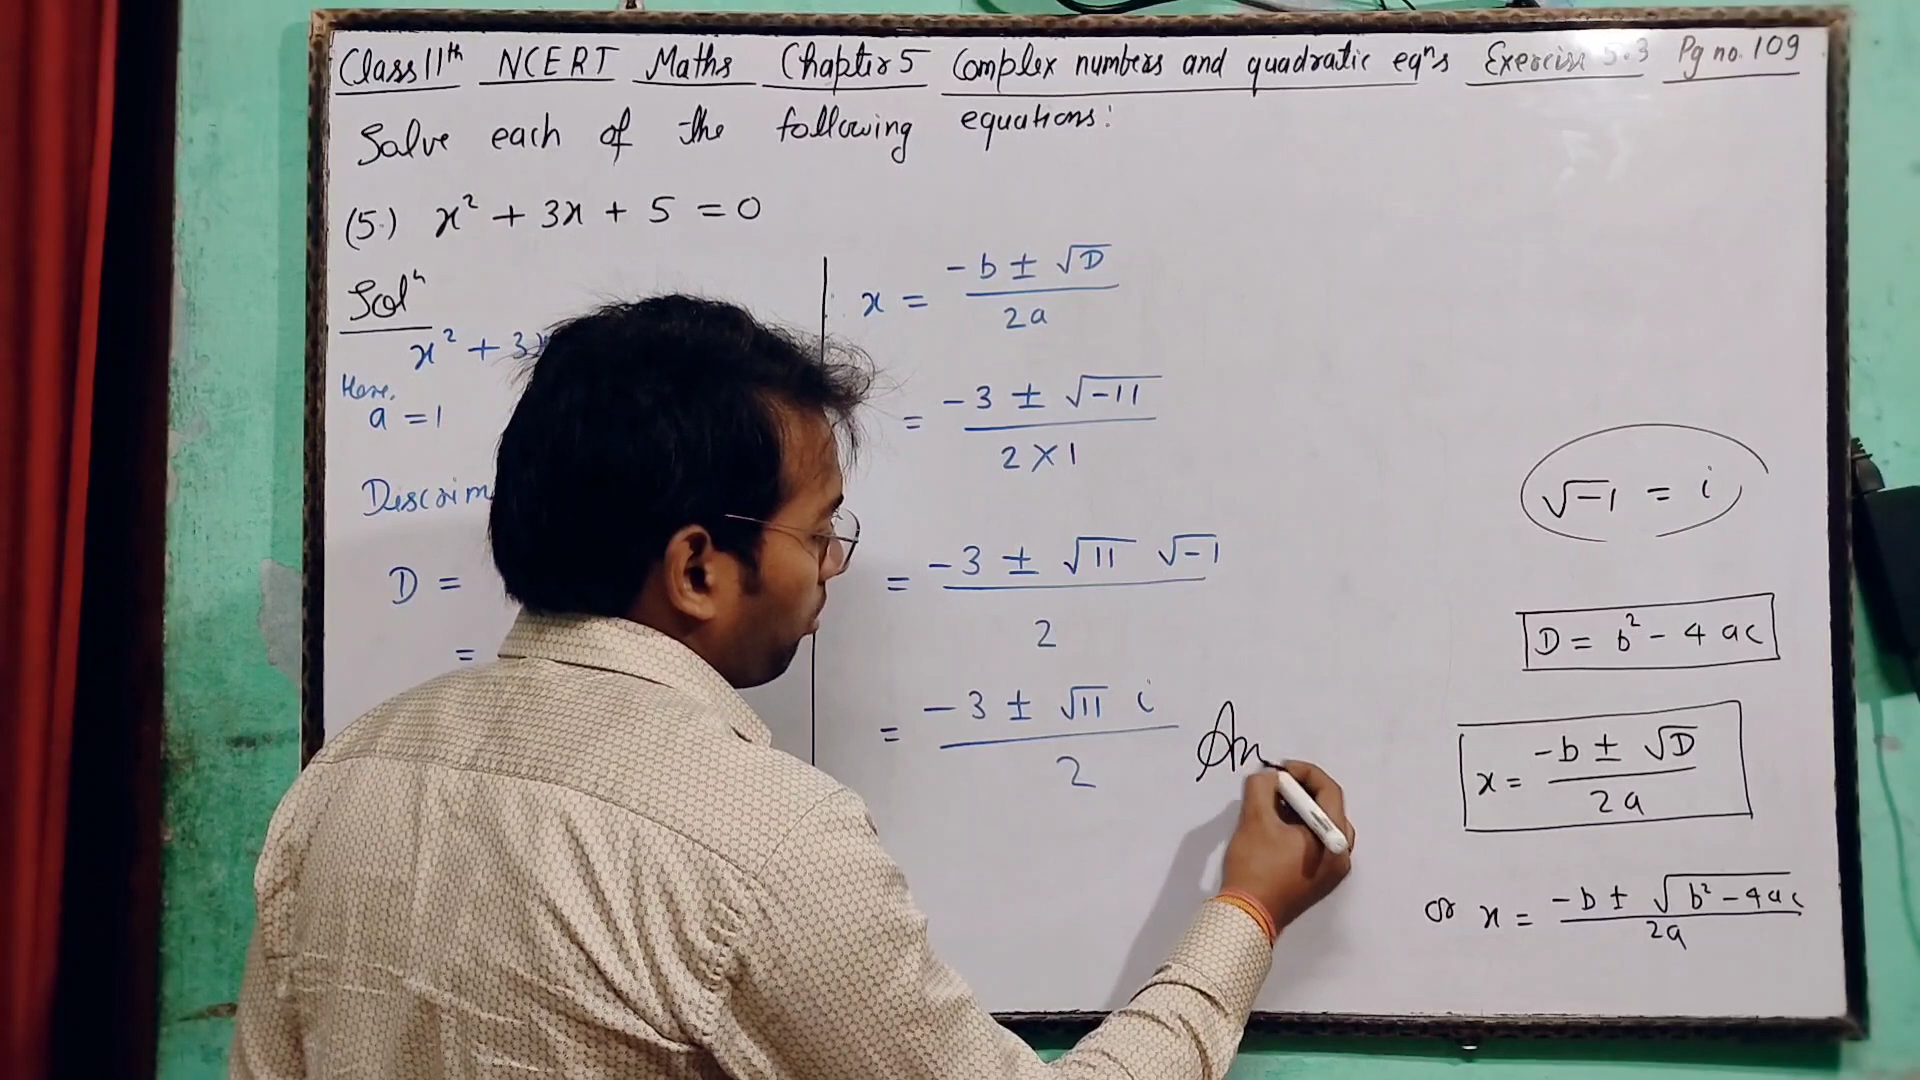 Class 11th NCERT Maths Chapter 5 Complex numbers and quadratic eqns Exercise 5.3 Pg no. 109
Solve each of the following equations:
(5.) x² + 3x + 5 = 0
Solⁿ
x² + 3x
Here,
a = 1
D =
=
x = (-b ± √D) / 2a
= (-3 ± √-11) / (2 × 1)
= (-3 ± √11 √-1) / 2
= (-3 ± √11 i) / 2 An
√-1 = i
D = b² - 4ac
x = (-b ± √D) / 2a
or x = (-b ± √(b² - 4ac)) / 2a